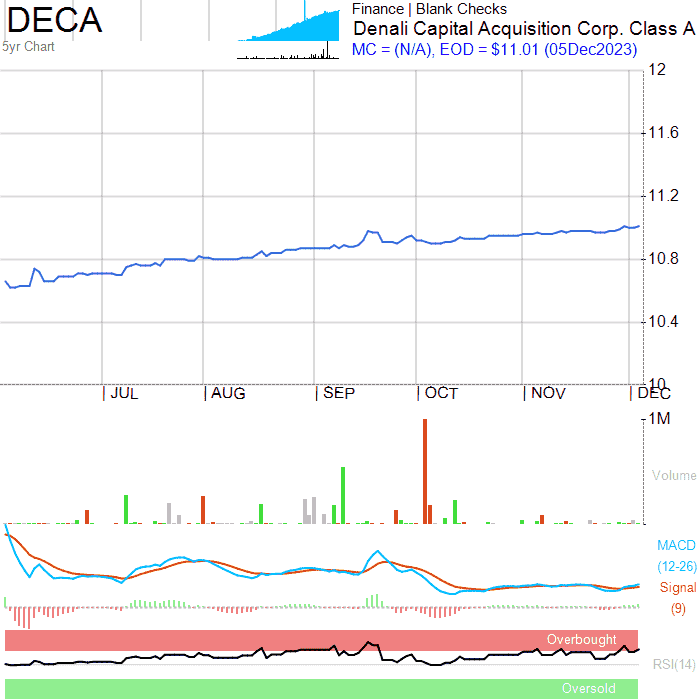 DECA
5yr Chart
Finance | Blank Checks
Denali Capital Acquisition Corp. Class A
MC = (N/A), EOD = $11.01 (05Dec2023)
12
11.6
11.2
10.8
10.4
10
JUL
AUG
SEP
OCT
NOV
DEC
1M
Volume
MACD
(12-26)
Signal
(9)
Overbought
RSI(14)
Oversold